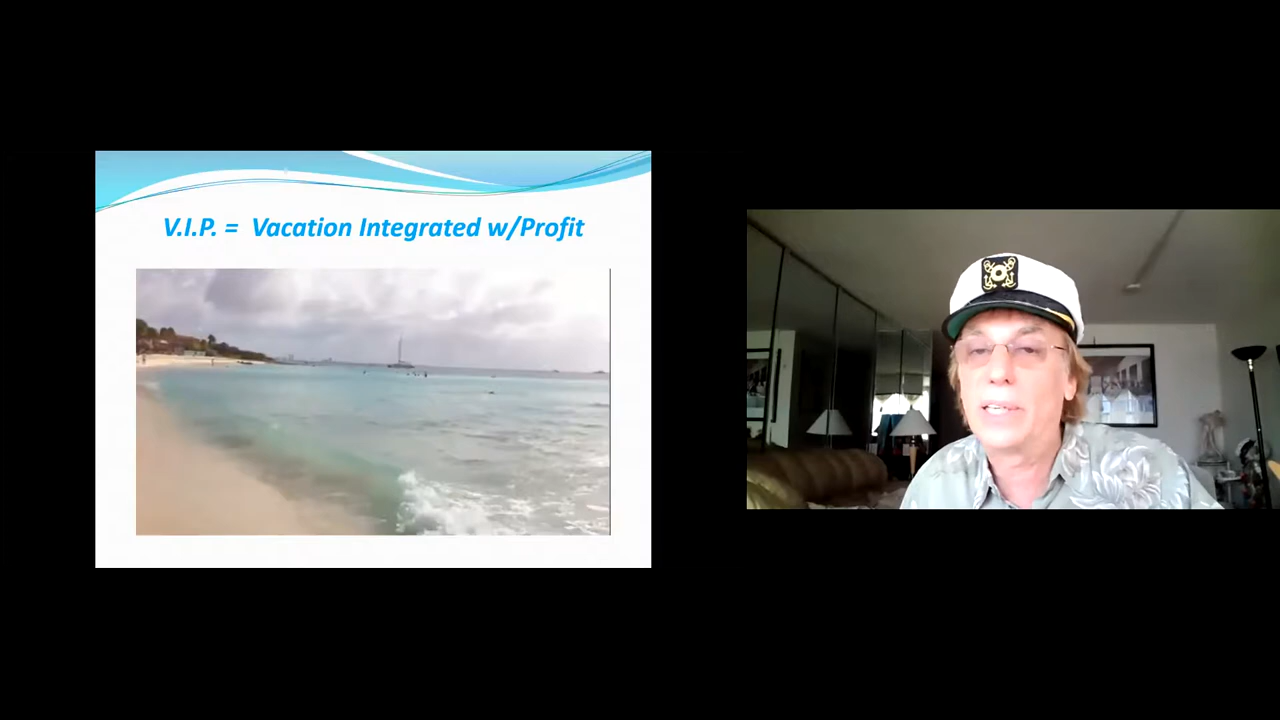 V.I.P. = Vacation Integrated w/Profit